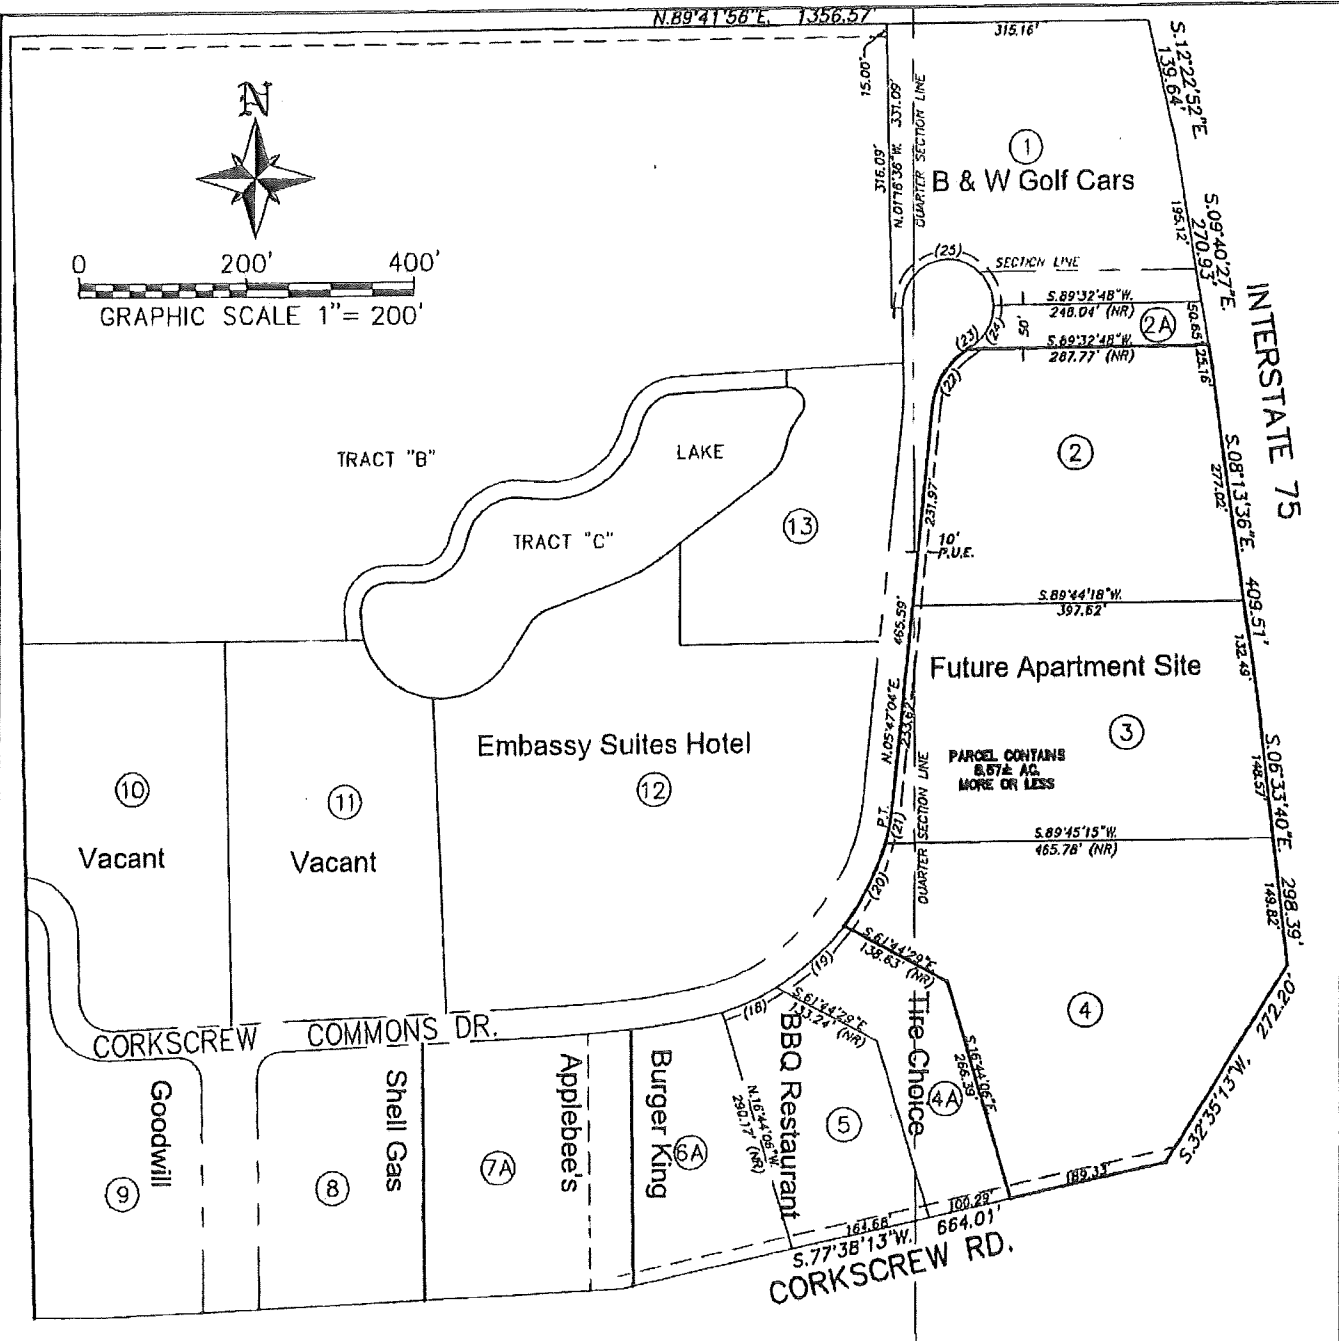 N.89°41'56"E. 1356.57'
315.16'
S.12°22'52"E.
139.64'
15.00'
N
0 200' 400'
GRAPHIC SCALE 1"= 200'
316.09'
N.01°16'36"W. 331.09'
QUARTER SECTION LINE
1
B & W Golf Cars
195.12'
S.09°40'27"E.
270.93'
(25)
SECTION LINE
S.89°32'48"W.
248.04' (NR)
2A
50.65'
(23)
(24)
50'
S.89°32'48"W.
287.77' (NR)
25.16'
(22)
INTERSTATE 75
TRACT "B"
LAKE
TRACT "C"
13
2
231.97'
10'
P.U.E.
277.02'
S.08°13'36"E. 409.51'
S.89°44'18"W.
397.62'
465.59'
132.49'
Future Apartment Site
N.05°47'04"E.
233.62'
3
PARCEL CONTAINS
AC.
MORE OR LESS
148.57'
S.06°33'40"E. 298.39'
Embassy Suites Hotel
10
11
12
Vacant
Vacant
P.T.
(21)
QUARTER SECTION LINE
S.89°45'15"W.
465.78' (NR)
(20)
149.82'
S.61°44'29"E.
138.63' (NR)
(19)
(18)
S.61°44'29"E.
133.24' (NR)
4
S.32°35'13"W. 272.20'
CORKSCREW COMMONS DR.
Goodwill
9
8
Shell Gas
7A
Applebee's
Burger King
6A
N.16°44'06"W.
290.17' (NR)
BBQ Restaurant
5
Tire Choice
4A
S.16°44'06"E.
266.39'
164.68'
100.29'
189.33'
S.77°38'13"W. 664.01'
CORKSCREW RD.